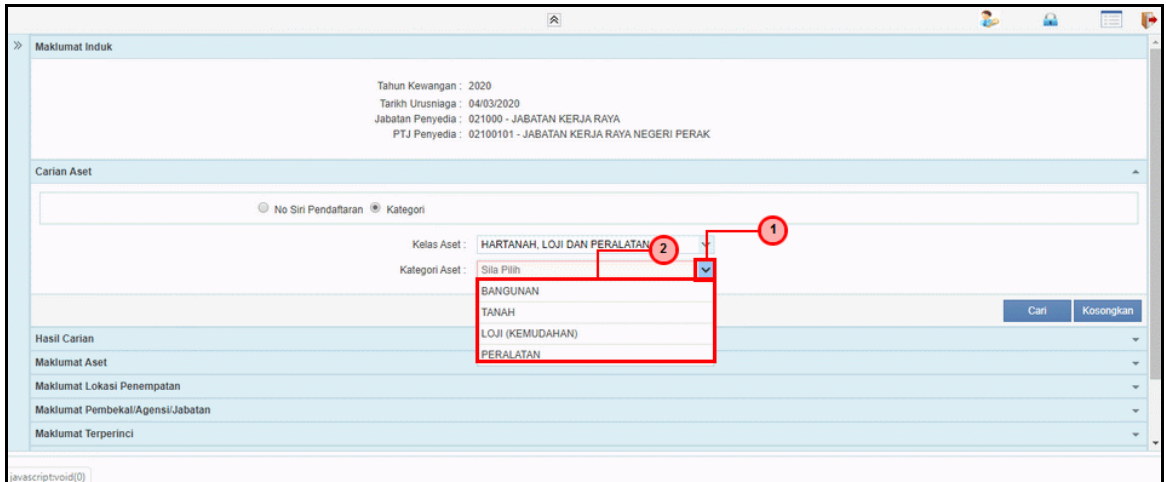 Maklumat Induk
Tahun Kewangan : 2020
Tarikh Urusniaga : 04/03/2020
Jabatan Penyedia : 021000 - JABATAN KERJA RAYA
PTJ Penyedia : 02100101 - JABATAN KERJA RAYA NEGERI PERAK
Carian Aset
No Siri Pendaftaran Kategori
1
Kelas Aset : HARTANAH, LOJI DAN PERALATAN
2
Kategori Aset : Sila Pilih
BANGUNAN
TANAH
Cari Kosongkan
LOJI (KEMUDAHAN)
Hasil Carian
PERALATAN
Maklumat Aset
Maklumat Lokasi Penempatan
Maklumat Pembekal/Agensi/Jabatan
Maklumat Terperinci
javascript:void(0)